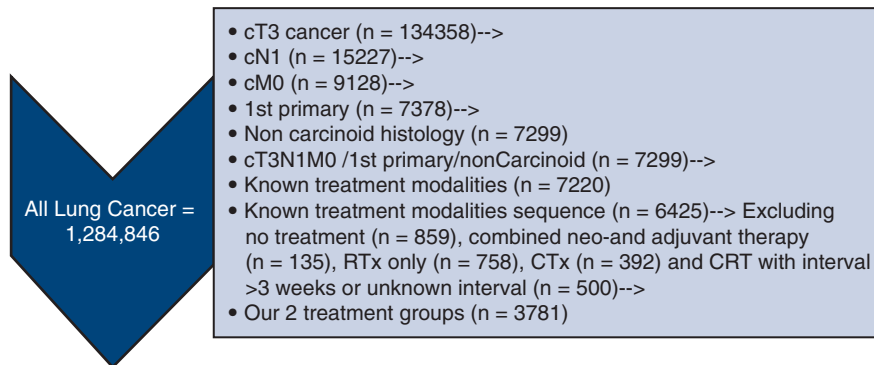 All Lung Cancer =
1,284,846
• cT3 cancer (n = 134358)-->
• cN1 (n = 15227)-->
• cM0 (n = 9128)-->
• 1st primary (n = 7378)-->
• Non carcinoid histology (n = 7299)
• cT3N1M0 /1st primary/nonCarcinoid (n = 7299)-->
• Known treatment modalities (n = 7220)
• Known treatment modalities sequence (n = 6425)--> Excluding
no treatment (n = 859), combined neo-and adjuvant therapy
(n = 135), RTx only (n = 758), CTx (n = 392) and CRT with interval
>3 weeks or unknown interval (n = 500)-->
• Our 2 treatment groups (n = 3781)